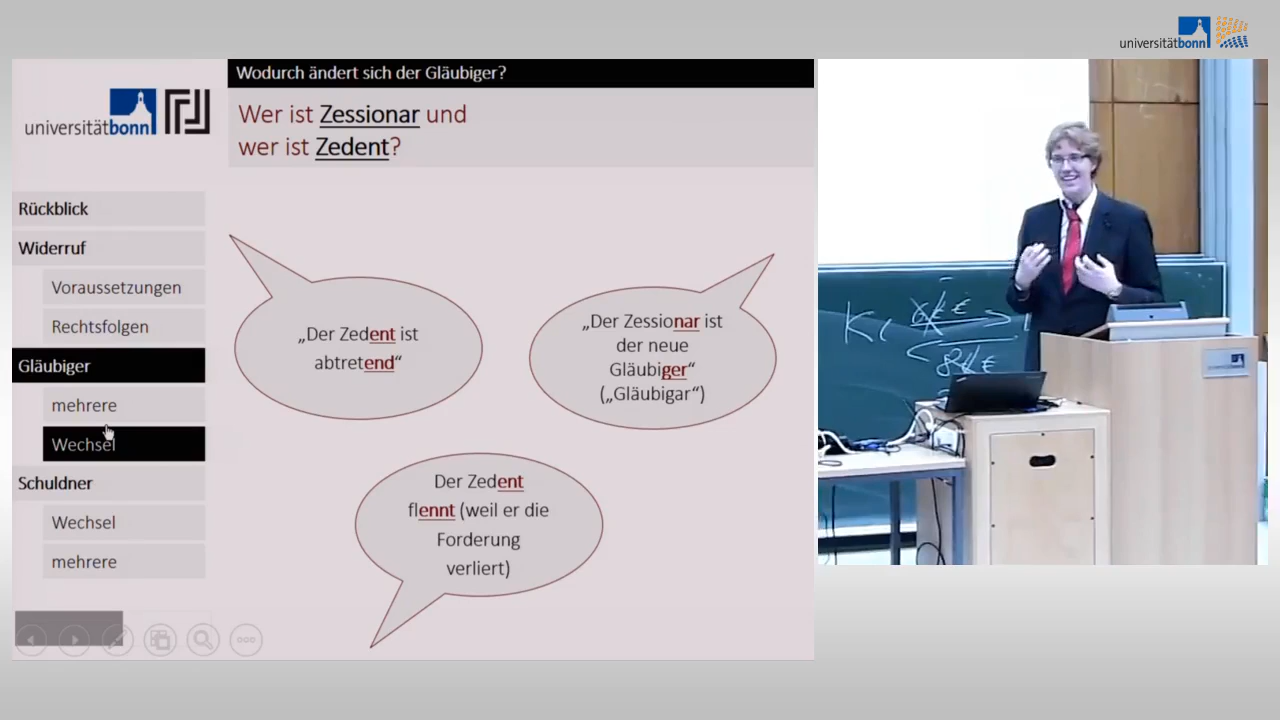 universitätbonn
Wodurch ändert sich der Gläubiger?
universitätbonn
Wer ist Zessionar und
wer ist Zedent?
Rückblick
Widerruf
Voraussetzungen
Rechtsfolgen
Gläubiger
mehrere
Wechsel
Schuldner
Wechsel
mehrere
„Der Zedent ist
abtretend“
„Der Zessionar ist
der neue
Gläubiger“
(„Gläubigar“)
Der Zedent
flennt (weil er die
Forderung
verliert)